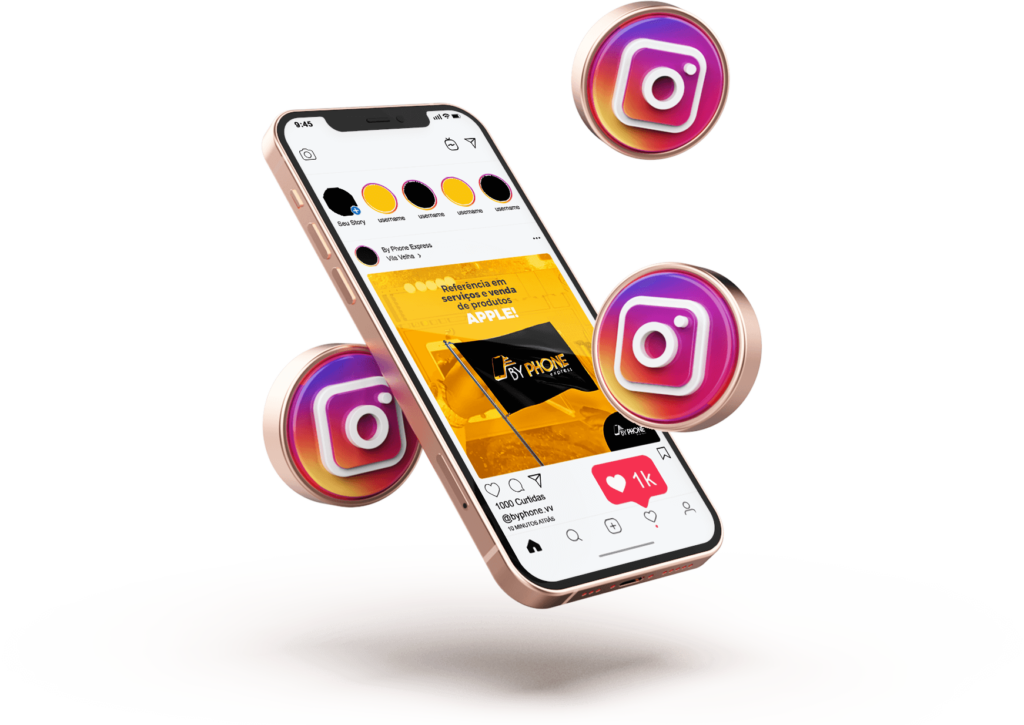 9:45
Seu Story
username
username
username
username
By Phone Express
Vila Velha >
Referência em
serviços e venda
de produtos
APPLE!
BY PHONE
express
BY PHONE
1k
1000 Curtidas
@byphone.vv
10 MINUTOS ATRÁS